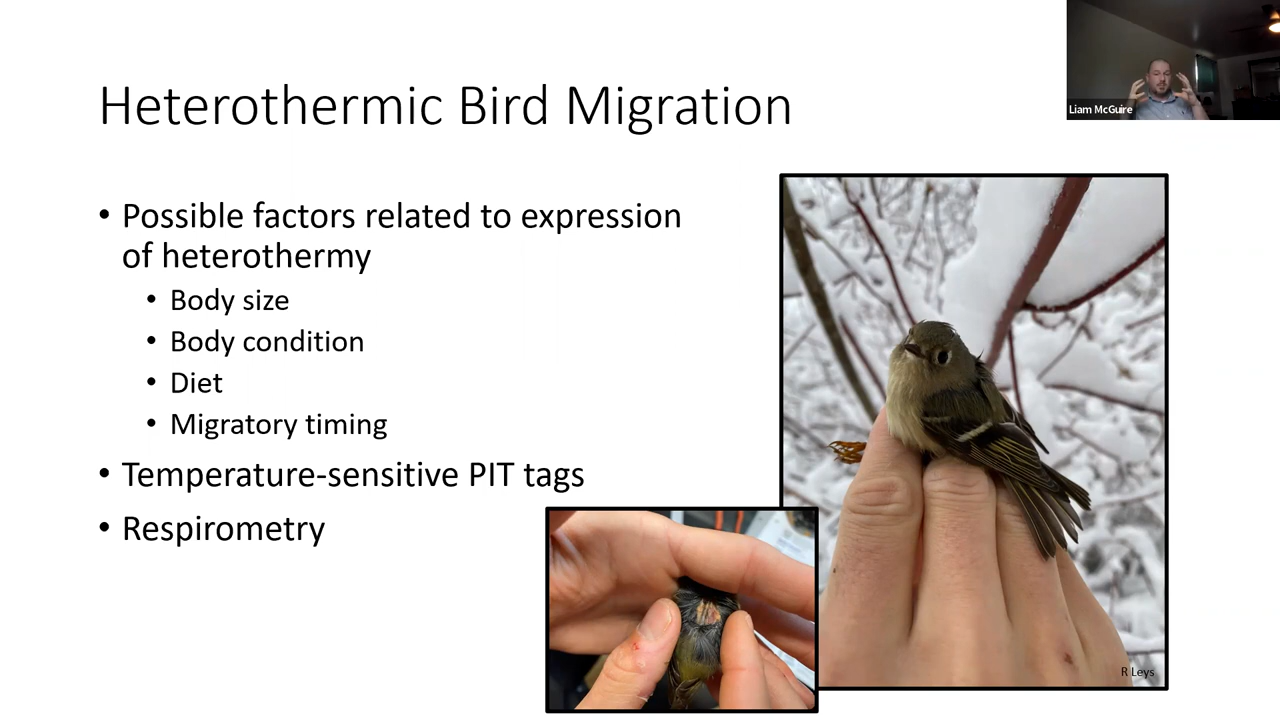 Heterothermic Bird Migration
Liam McGuire
• Possible factors related to expression
of heterothermy
• Body size
• Body condition
• Diet
• Migratory timing
• Temperature-sensitive PIT tags
• Respirometry
R Leys